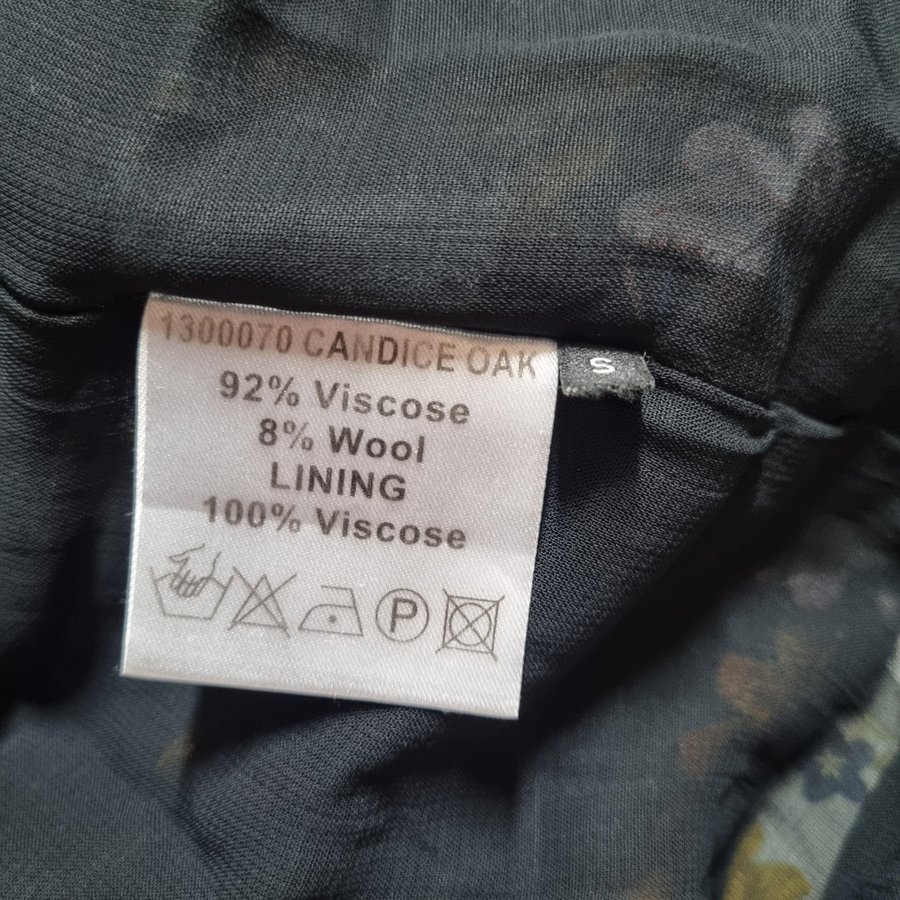 1300070 CANDICE OAK
S
92% Viscose
8% Wool
LINING
100% Viscose
P